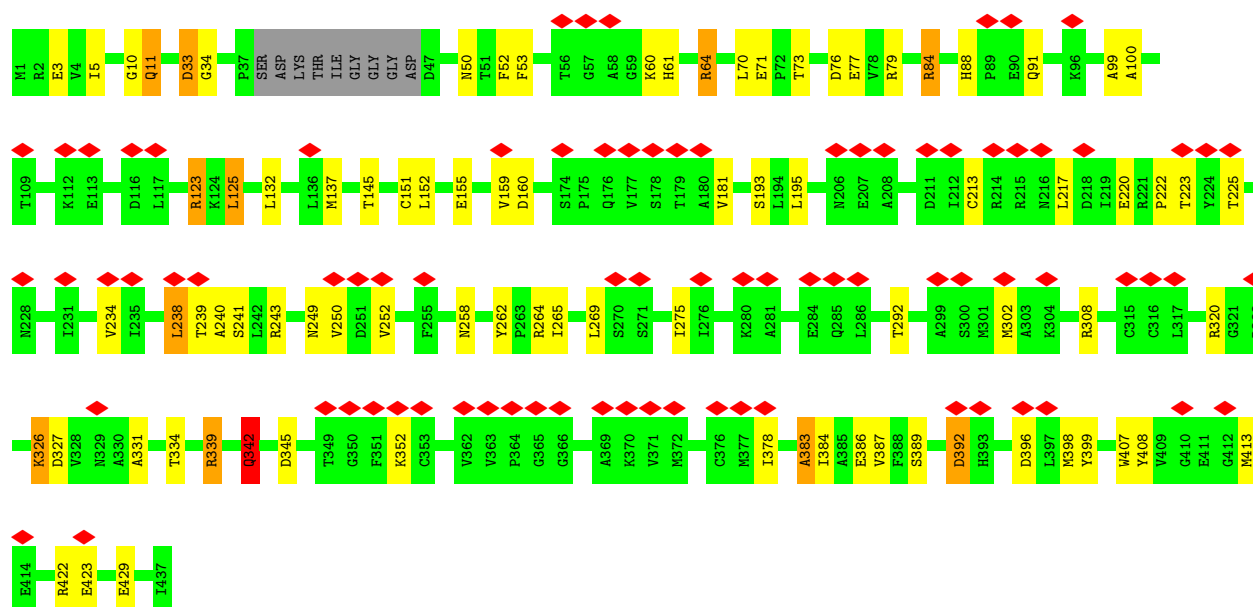 M1 R2 E3 V4 I5 G10 Q11 D33 G34 P37 SER ASP LYS THR ILE GLY GLY GLY ASP D47 N50 T51 F52 F53 T56 G57 A58 G59 K60 H61 R64 L70 E71 P72 T73 D76 E77 V78 R79 R84 H88 P89 E90 Q91 K96 A99 A100
T109 K112 E113 D116 L117 R123 K124 L125 L132 L136 M137 T145 C151 L152 E155 V159 D160 S174 P175 Q176 V177 S178 T179 A180 V181 S193 L194 L195 N206 E207 A208 D211 I212 C213 R214 R215 N216 L217 D218 I219 E220 R221 P222 T223 Y224 T225
N228 I231 V234 I235 L238 T239 A240 S241 L242 R243 N249 V250 D251 V252 F255 N258 Y262 P263 R264 I265 L269 S270 S271 I275 I276 K280 A281 E284 Q285 L286 T292 A299 S300 M301 M302 A303 K304 R308 C315 C316 L317 R320 G321
K326 D327 V328 N329 A330 A331 T334 R339 Q342 D345 T349 G350 F351 K352 C353 V362 V363 P364 G365 G366 A369 K370 V371 M372 C376 M377 I378 A383 I384 A385 E386 V387 F388 S389 D392 H393 D396 L397 M398 Y399 W407 Y408 V409 G410 E411 G412 M413
E414 R422 E423 E429 I437